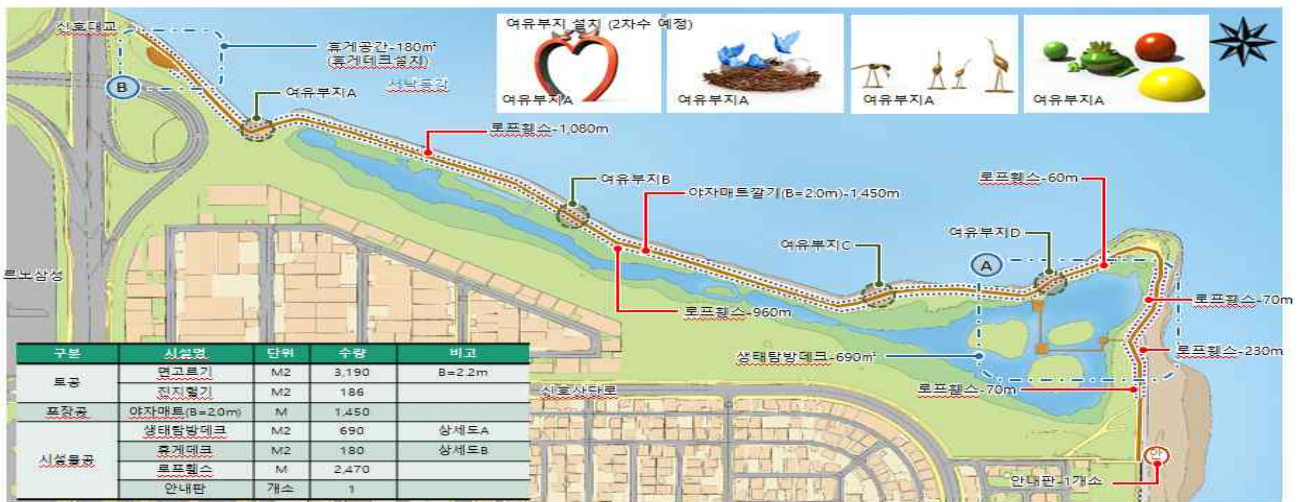 신호대교
여유부지 설치 (2차수 예정)
여유부지A
여유부지A
여유부지A
여유부지A
휴게공간-180㎡
(휴게데크설치)
서낙동강
B
여유부지A
로프휀스-1,080m
여유부지B
야자매트깔기(B=2.0m)-1,450m
로프휀스-60m
여유부지C
여유부지D
A
르노삼성
로프휀스-960m
로프휀스-70m
생태탐방데크-690㎡
로프휀스-230m
로프휀스-70m
신호산단로
안
안내판-1개소
구분 시설명 단위 수량 비고
토공 면고르기 M2 3,190 B=2.2m
집지헐기 M2 186
포장공 야자매트(B=2.0m) M 1,450
시설물공 생태탐방데크 M2 690 상세도A
휴게데크 M2 180 상세도B
로프휀스 M 2,470
안내판 개소 1